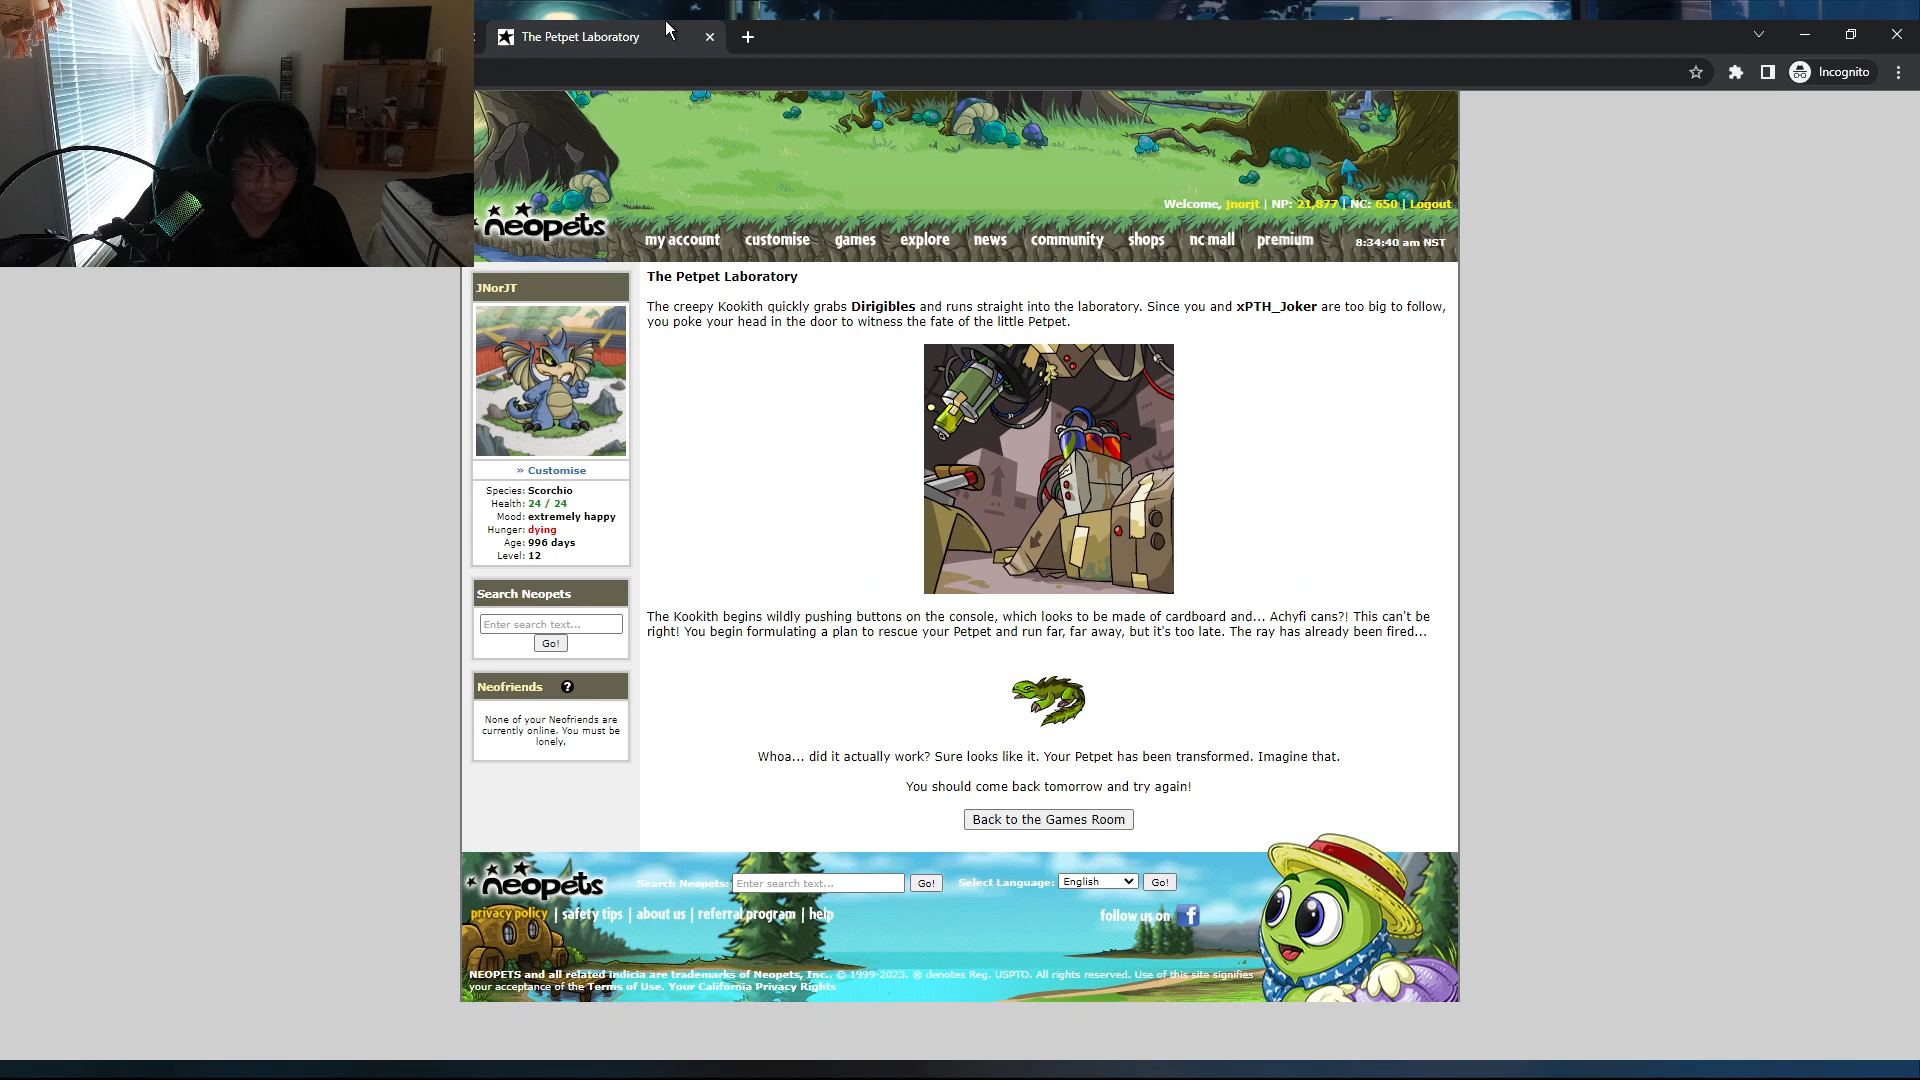 The Petpet Laboratory
Incognito
Welcome, jnorjt | NP: 21,877 | NC: 650 | Logout
neopets
my account customise games explore news community shops nc mall premium 8:34:40 am NST
JNorJT
» Customise
Species: Scorchio
Health: 24 / 24
Mood: extremely happy
Hunger: dying
Age: 996 days
Level: 12
Search Neopets
Enter search text...
Go!
Neofriends ?
None of your Neofriends are
currently online. You must be
lonely.
The Petpet Laboratory
The creepy Kookith quickly grabs Dirigibles and runs straight into the laboratory. Since you and xPTH_Joker are too big to follow,
you poke your head in the door to witness the fate of the little Petpet.
The Kookith begins wildly pushing buttons on the console, which looks to be made of cardboard and... Achyfi cans?! This can't be
right! You begin formulating a plan to rescue your Petpet and run far, far away, but it's too late. The ray has already been fired...
Whoa... did it actually work? Sure looks like it. Your Petpet has been transformed. Imagine that.
You should come back tomorrow and try again!
Back to the Games Room
neopets
Search Neopets: Enter search text... Go! Select Language: English Go!
privacy policy | safety tips | about us | referral program | help
follow us on f
NEOPETS and all related indicia are trademarks of Neopets, Inc., © 1999-2023. ® denotes Reg. USPTO. All rights reserved. Use of this site signifies
your acceptance of the Terms of Use. Your California Privacy Rights